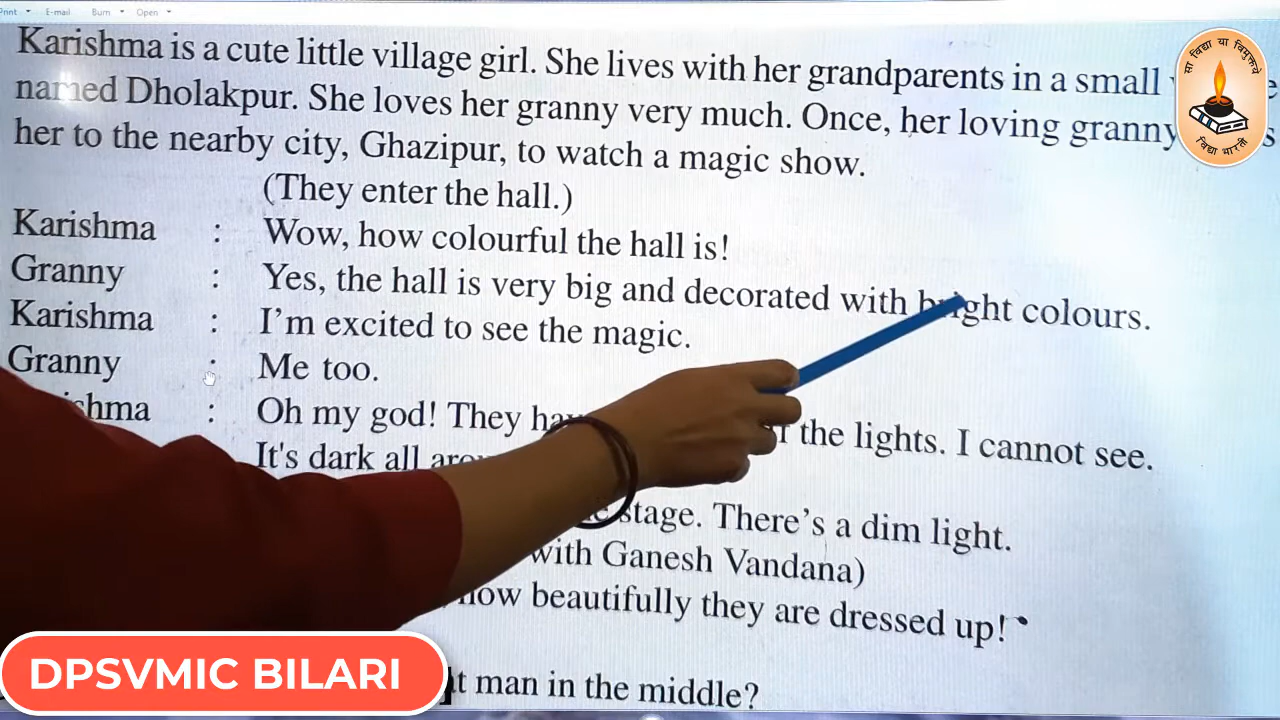 Print E-mail Burn Open
Karishma is a cute little village girl. She lives with her grandparents in a small
named Dholakpur. She loves her granny very much. Once, her loving granny
her to the nearby city, Ghazipur, to watch a magic show.
(They enter the hall.)
Karishma : Wow, how colourful the hall is!
Granny : Yes, the hall is very big and decorated with bright colours.
Karishma : I'm excited to see the magic.
Granny : Me too.
: Oh my god! They the lights. I cannot see.
It's dark all
stage. There's a dim light.
with Ganesh Vandana)
how beautifully they are dressed up!
man in the middle?
सा विद्या या विमुक्तये
विद्या भारती
DPSVMIC BILARI